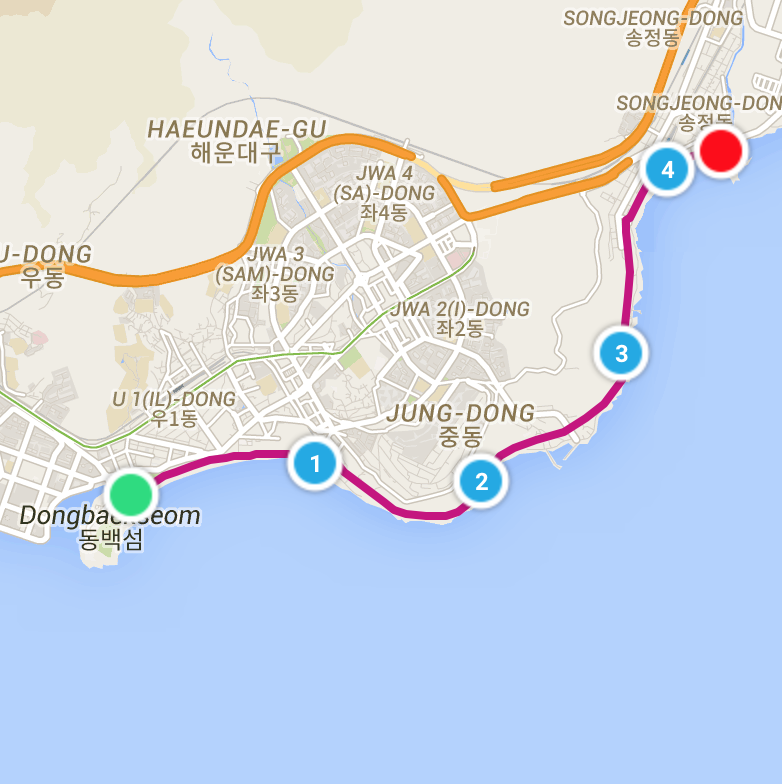 SONGJEONG-DONG
송정동
SONGJEONG-DON
송정동
HAEUNDAE-GU
해운대구
JWA 4
(SA)-DONG
좌4동
U-DONG
우동
JWA 3
(SAM)-DONG
좌3동
JWA 2(I)-DONG
좌2동
U 1(IL)-DONG
우1동
JUNG-DONG
중동
Dongbaekseom
동백섬
1
2
3
4